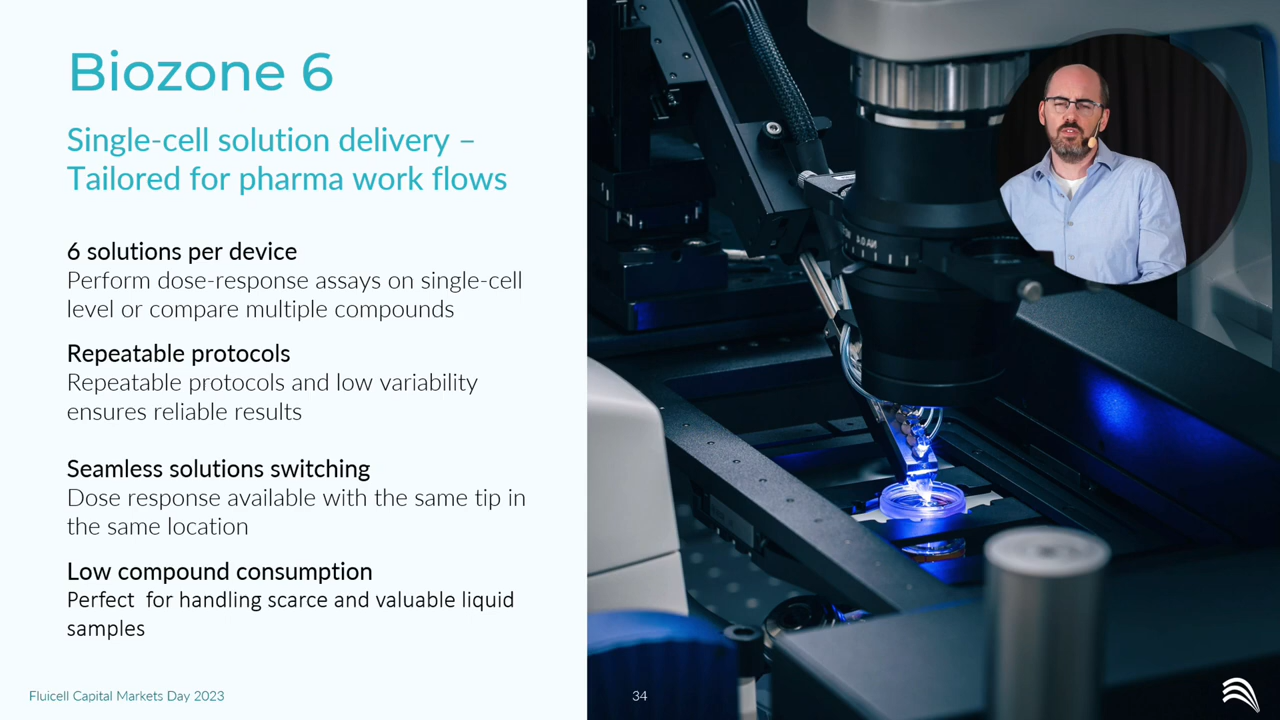 Biozone 6
Single-cell solution delivery –
Tailored for pharma work flows
6 solutions per device
Perform dose-response assays on single-cell
level or compare multiple compounds
Repeatable protocols
Repeatable protocols and low variability
ensures reliable results
Seamless solutions switching
Dose response available with the same tip in
the same location
Low compound consumption
Perfect  for handling scarce and valuable liquid
samples
Fluicell Capital Markets Day 2023
34